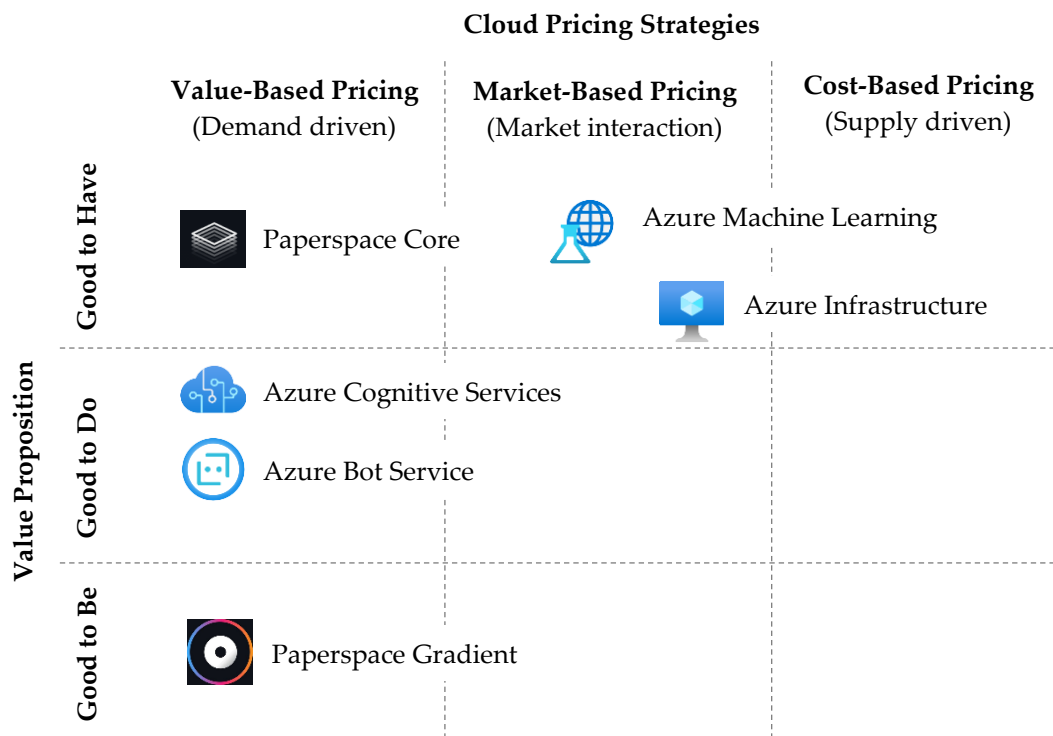 Cloud Pricing Strategies
Value-Based Pricing
(Demand driven)
Market-Based Pricing
(Market interaction)
Cost-Based Pricing
(Supply driven)
Value Proposition
Good to Have
Paperspace Core
Azure Machine Learning
Azure Infrastructure
Good to Do
Azure Cognitive Services
Azure Bot Service
Good to Be
Paperspace Gradient